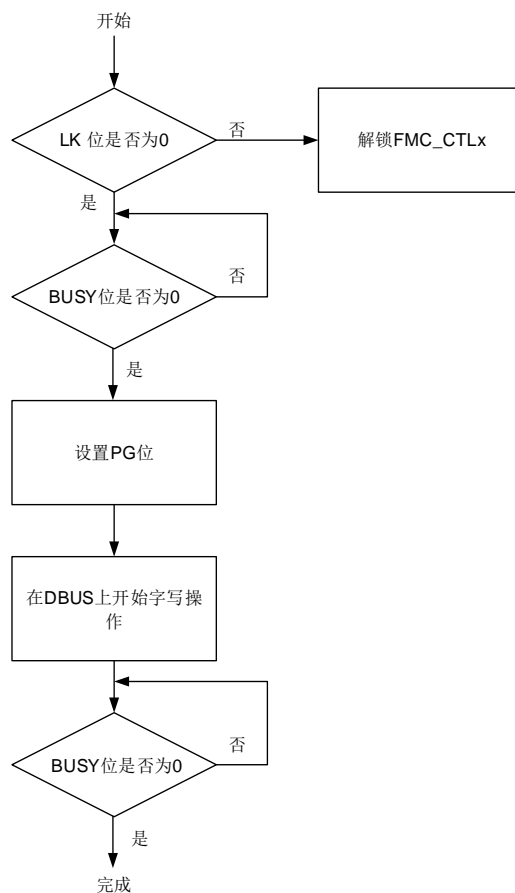 开始
LK 位是否为0
否
解锁FMC_CTLx
是
BUSY位是否为0
否
是
设置PG位
在DBUS上开始字写操
作
BUSY位是否为0
否
是
完成